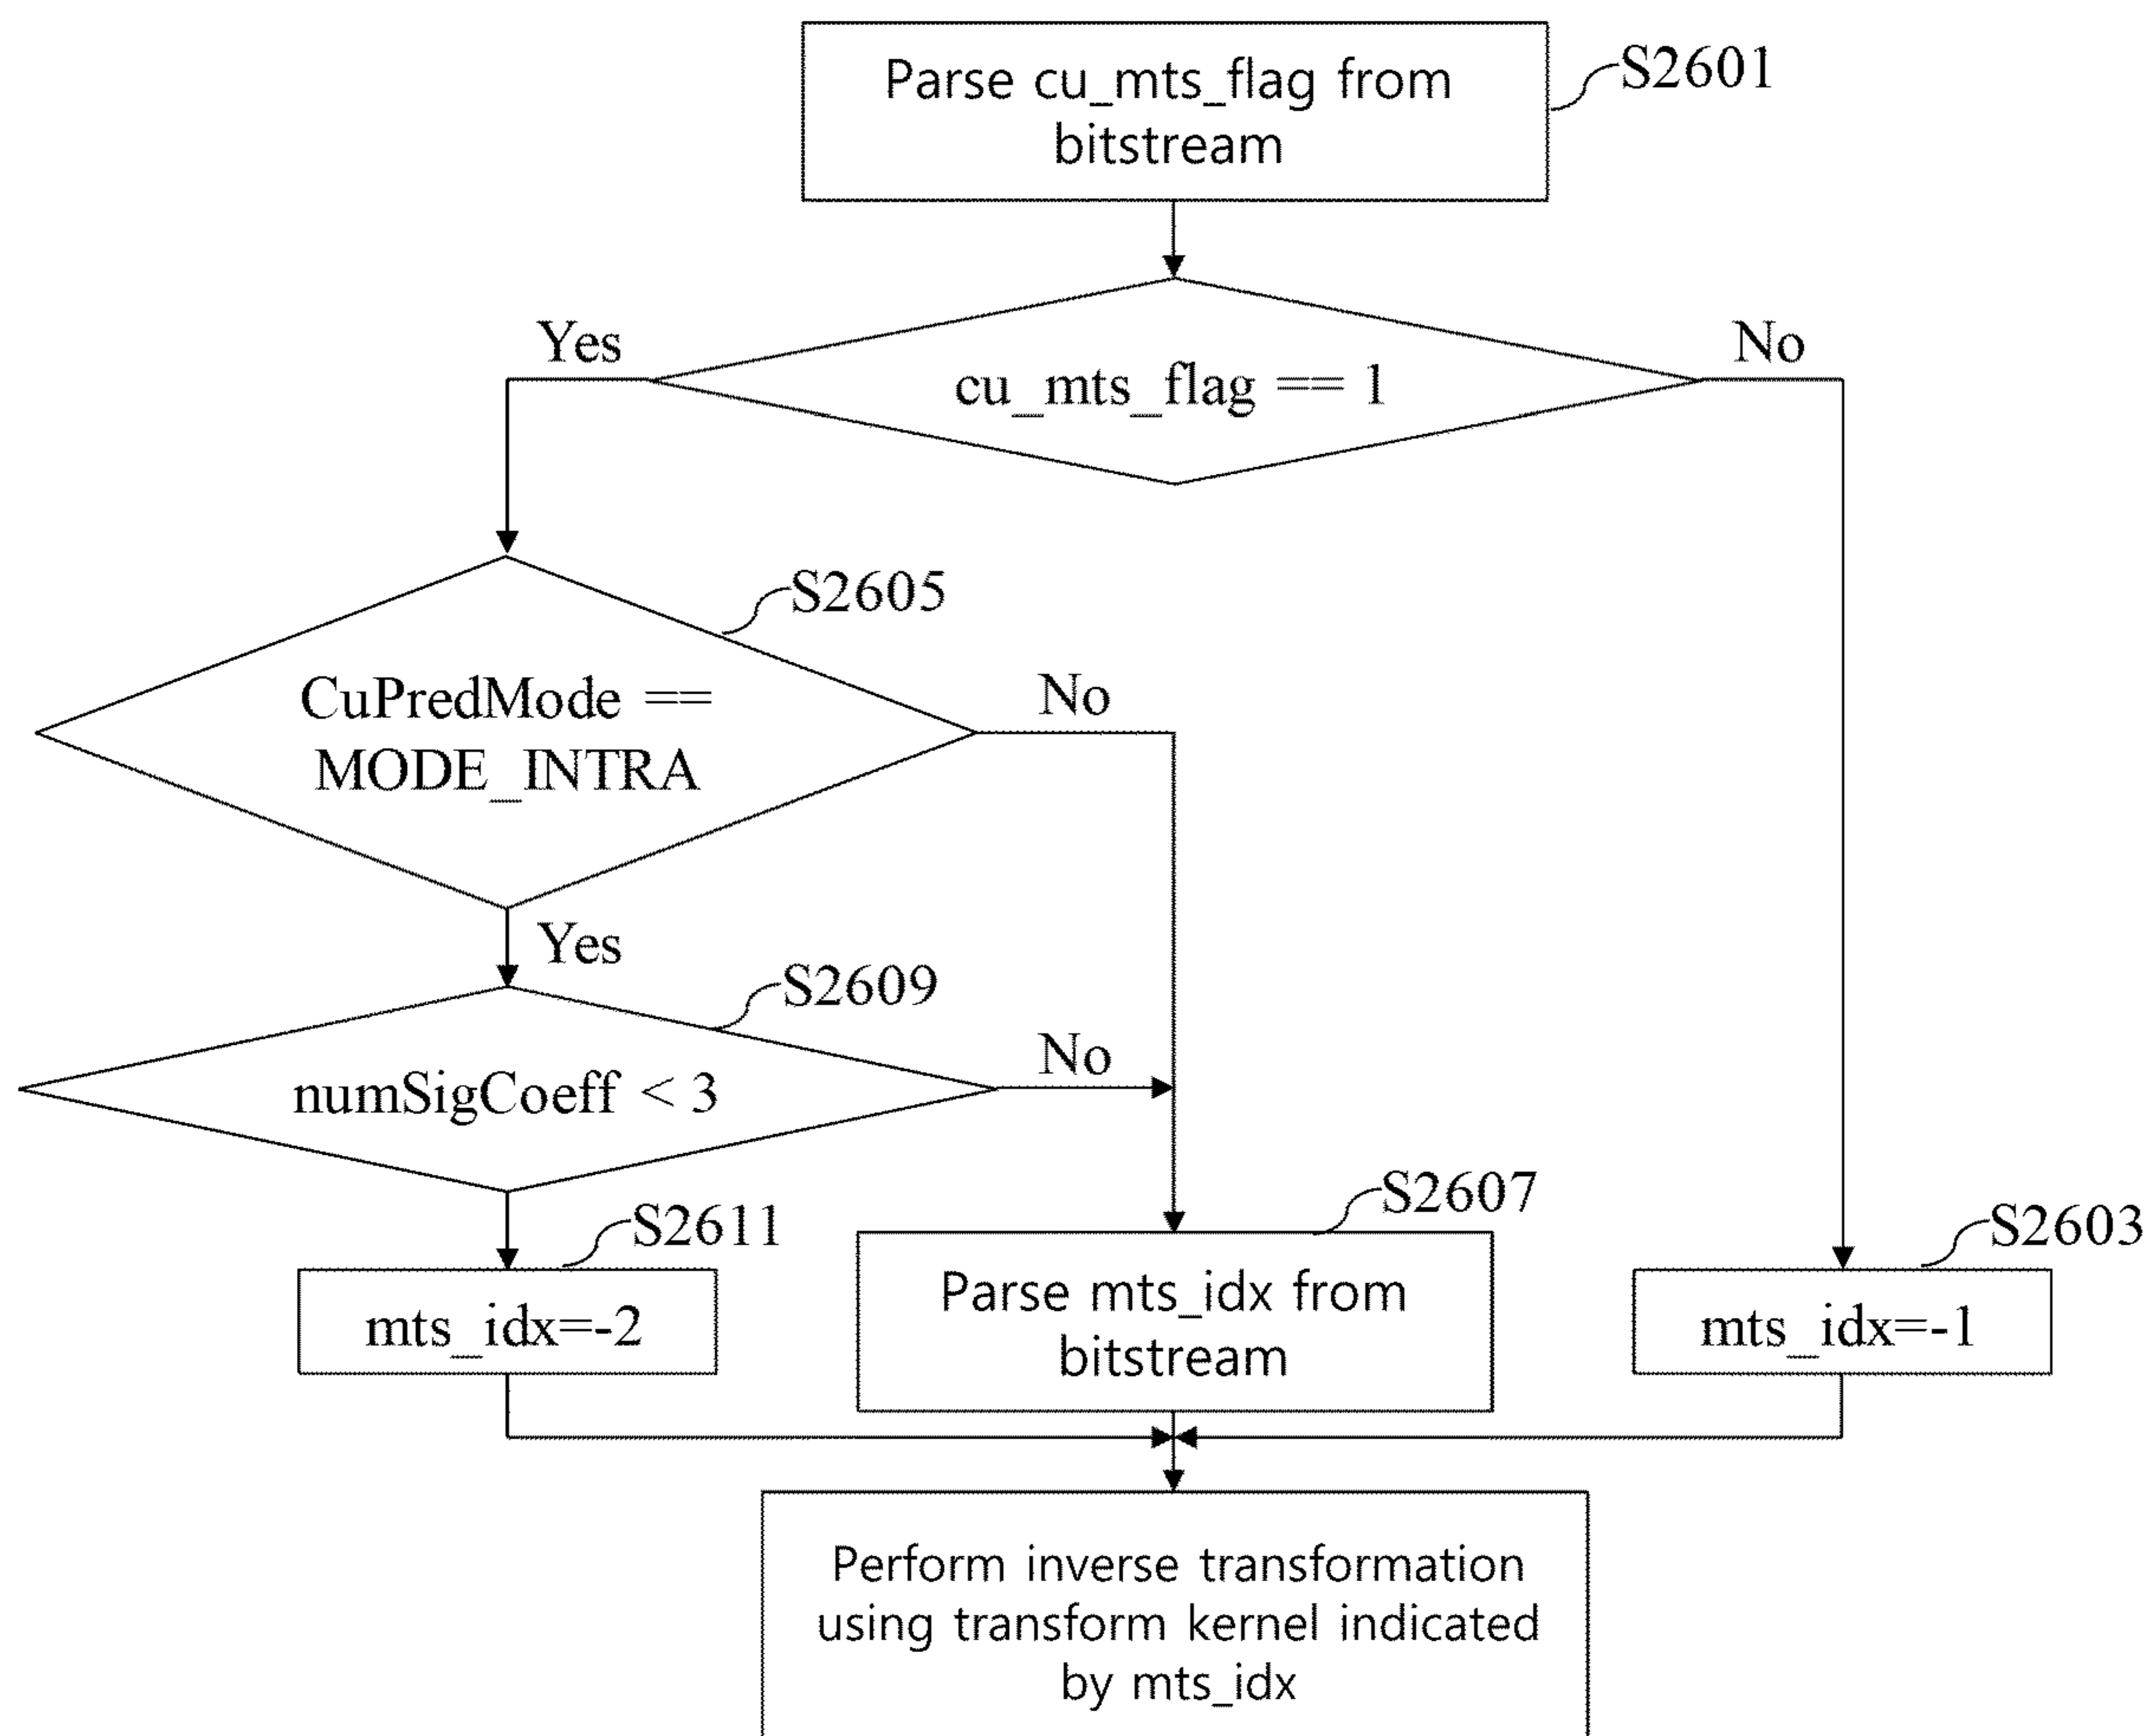 Parse cu_mts_flag from
bitstream
S2601
Yes
No
cu_mts_flag == 1
S2605
CuPredMode ==
MODE_INTRA
No
Yes
S2609
numSigCoeff < 3
No
S2611
S2607
S2603
mts_idx=-2
Parse mts_idx from
bitstream
mts_idx=-1
Perform inverse transformation
using transform kernel indicated
by mts_idx